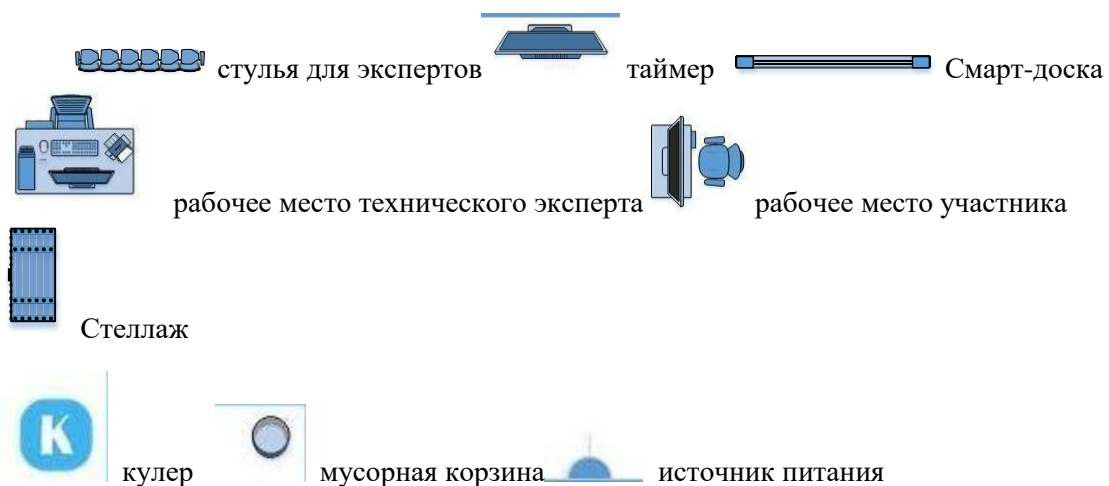 стулья для экспертов таймер Смарт-доска
рабочее место технического эксперта рабочее место участника
Стеллаж
К кулер мусорная корзина источник питания